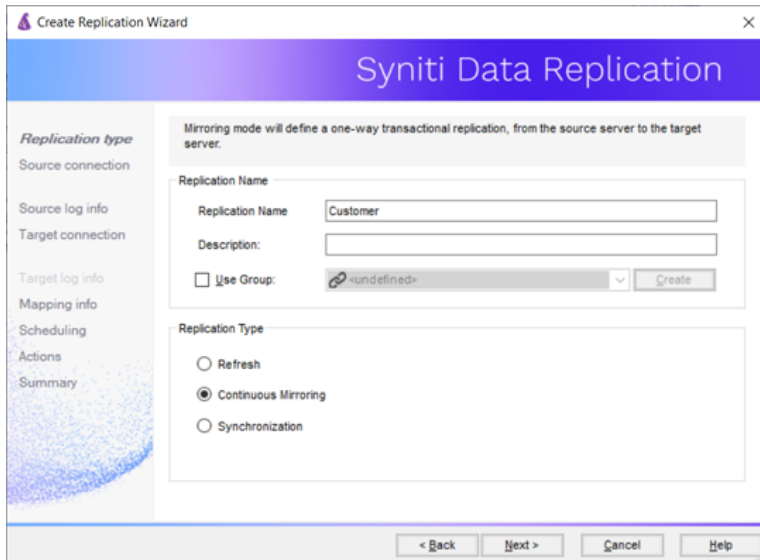 Create Replication Wizard
Syniti Data Replication
Replication type
Source connection
Source log info
Target connection
Target log info
Mapping info
Scheduling
Actions
Summary
Mirroring mode will define a one-way transactional replication, from the source server to the target
server.
Replication Name
Replication Name
Customer
Description:
Use Group:
<undefined>
Create
Replication Type
Refresh
Continuous Mirroring
Synchronization
< Back
Next >
Cancel
Help